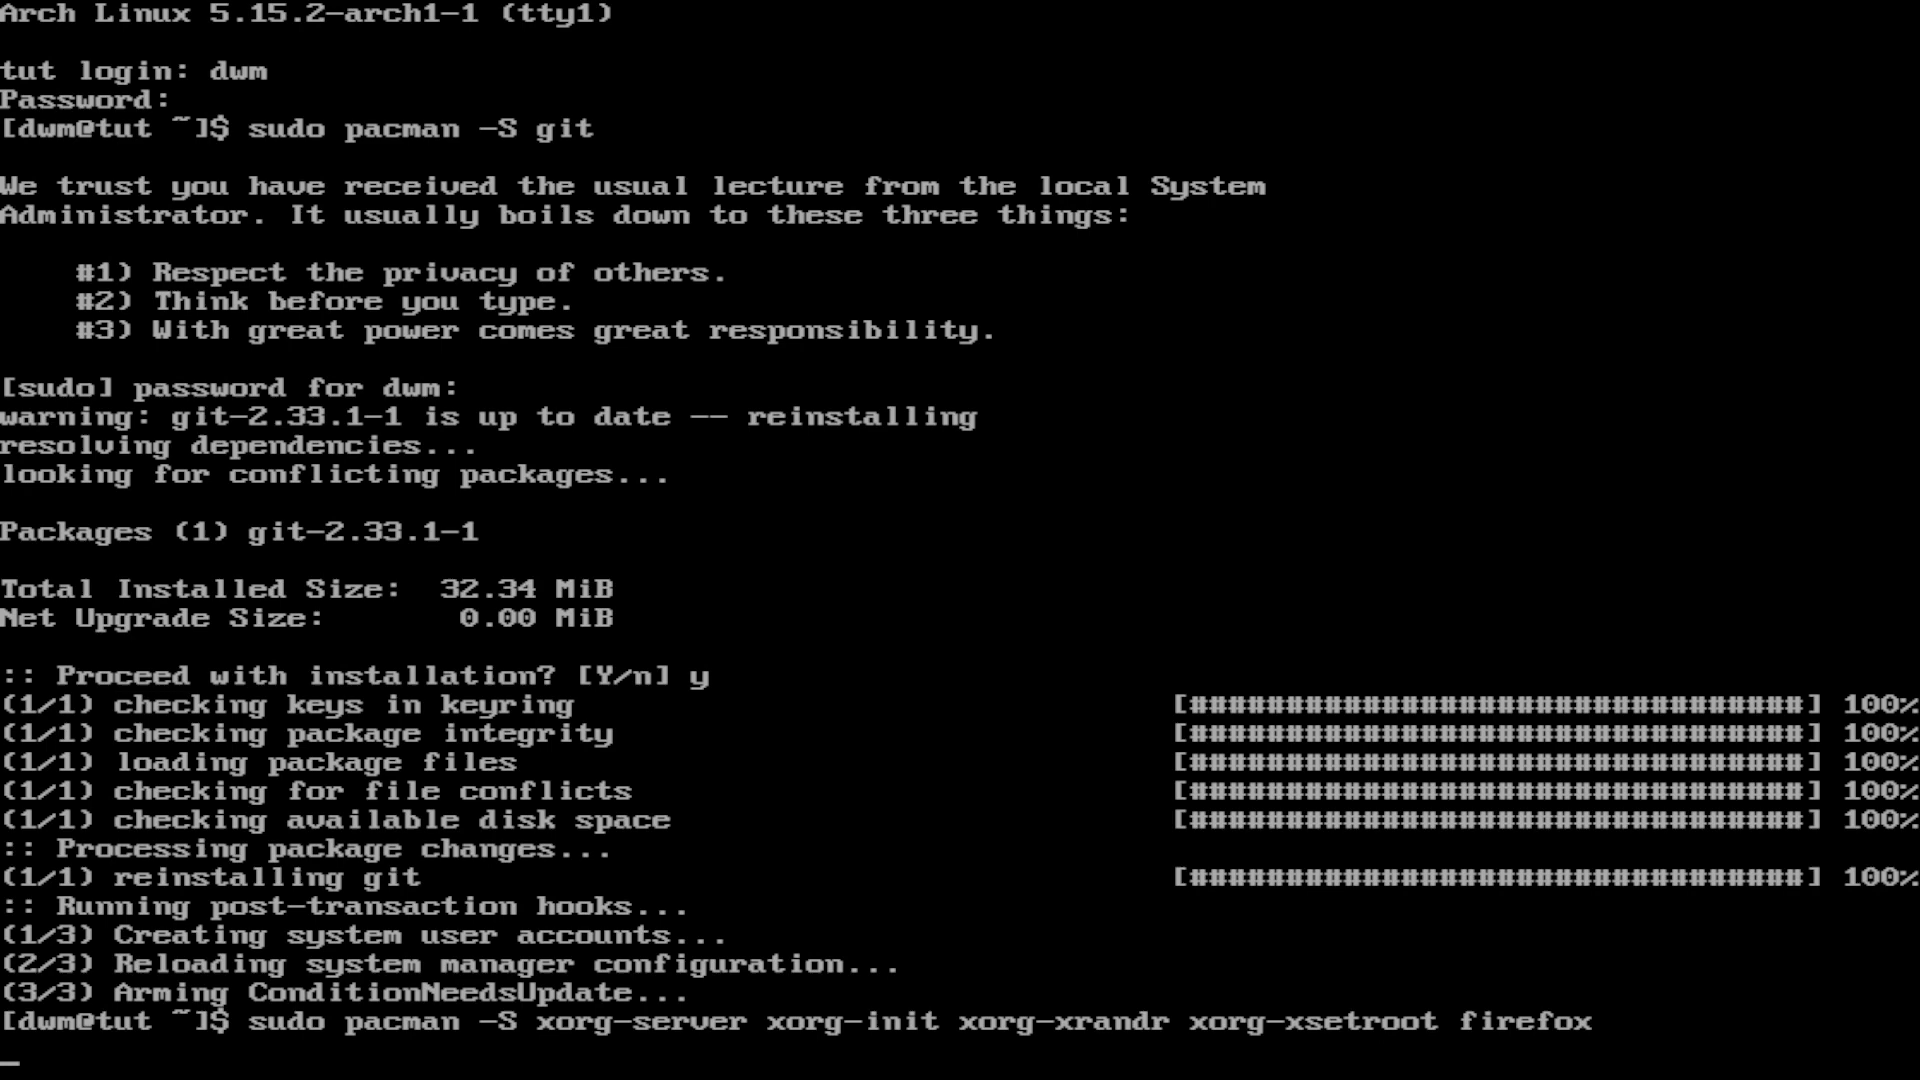 Arch Linux 5.15.2-arch1-1 (tty1)
tut login: dwm
Password:
[dwm@tut ~]$ sudo pacman -S git
We trust you have received the usual lecture from the local System
Administrator. It usually boils down to these three things:
#1) Respect the privacy of others.
#2) Think before you type.
#3) With great power comes great responsibility.
[sudo] password for dwm:
warning: git-2.33.1-1 is up to date -- reinstalling
resolving dependencies...
looking for conflicting packages...
Packages (1) git-2.33.1-1
Total Installed Size:  32.34 MiB
Net Upgrade Size:       0.00 MiB
:: Proceed with installation? [Y/n] y
(1/1) checking keys in keyring [################################] 100%
(1/1) checking package integrity [################################] 100%
(1/1) loading package files [################################] 100%
(1/1) checking for file conflicts [################################] 100%
(1/1) checking available disk space [################################] 100%
:: Processing package changes...
(1/1) reinstalling git [################################] 100%
:: Running post-transaction hooks...
(1/3) Creating system user accounts...
(2/3) Reloading system manager configuration...
(3/3) Arming ConditionNeedsUpdate...
[dwm@tut ~]$ sudo pacman -S xorg-server xorg-init xorg-xrandr xorg-xsetroot firefox
_